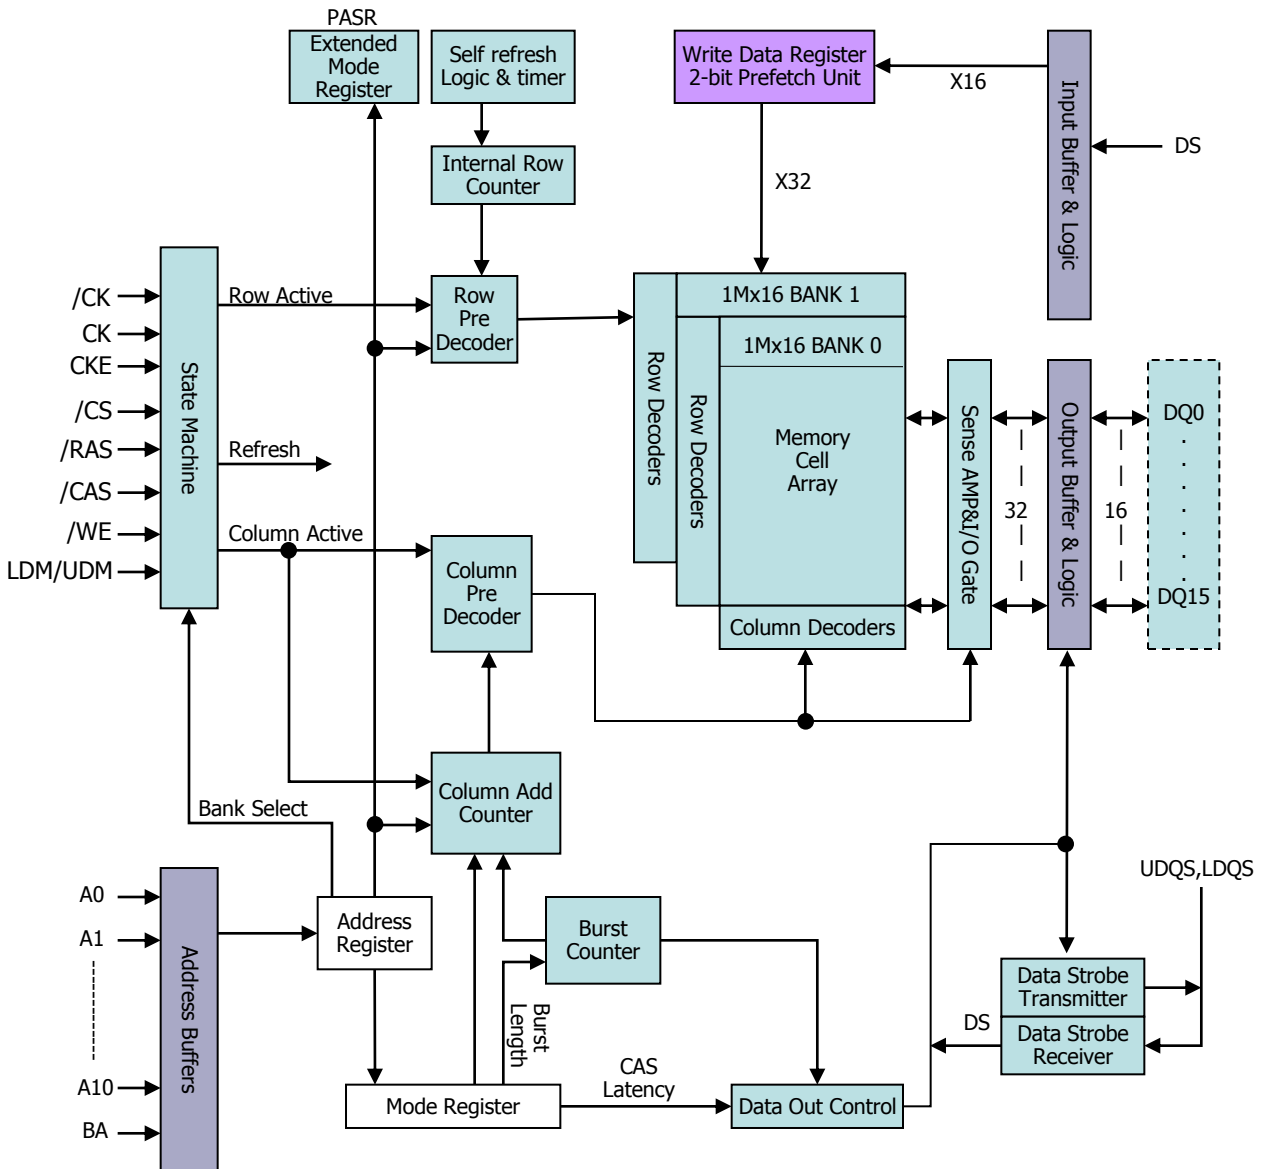 PASR
Extended
Mode
Register
Self refresh
Logic & timer
Write Data Register
2-bit Prefetch Unit
X16
Input Buffer & Logic
DS
Internal Row
Counter
X32
/CK
CK
CKE
/CS
/RAS
/CAS
/WE
LDM/UDM
State Machine
Row Active
Refresh
Column Active
Row
Pre
Decoder
Row Decoders
Row Decoders
1Mx16 BANK 1
1Mx16 BANK 0
Memory
Cell
Array
Column Decoders
Sense AMP&I/O Gate
32
Output Buffer & Logic
16
DQ0
.
.
.
.
.
.
.
DQ15
Column
Pre
Decoder
Column Add
Counter
Bank Select
A0
A1
A10
BA
Address Buffers
Address
Register
Burst
Counter
Burst
Length
Mode Register
CAS
Latency
Data Out Control
UDQS,LDQS
Data Strobe
Transmitter
DS
Data Strobe
Receiver